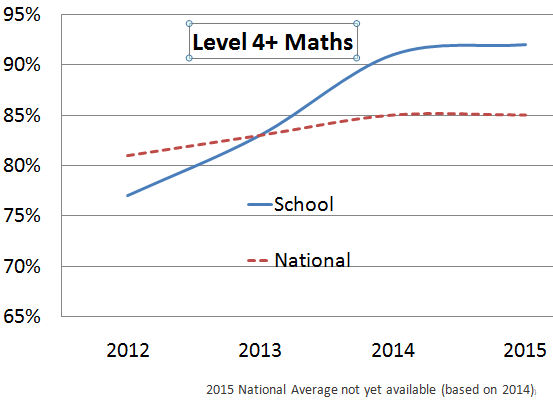 95%
Level 4+ Maths
90%
85%
80%
75%
School
70%
National
65%
2012 2013 2014 2015
2015 National Average not yet available (based on 2014)